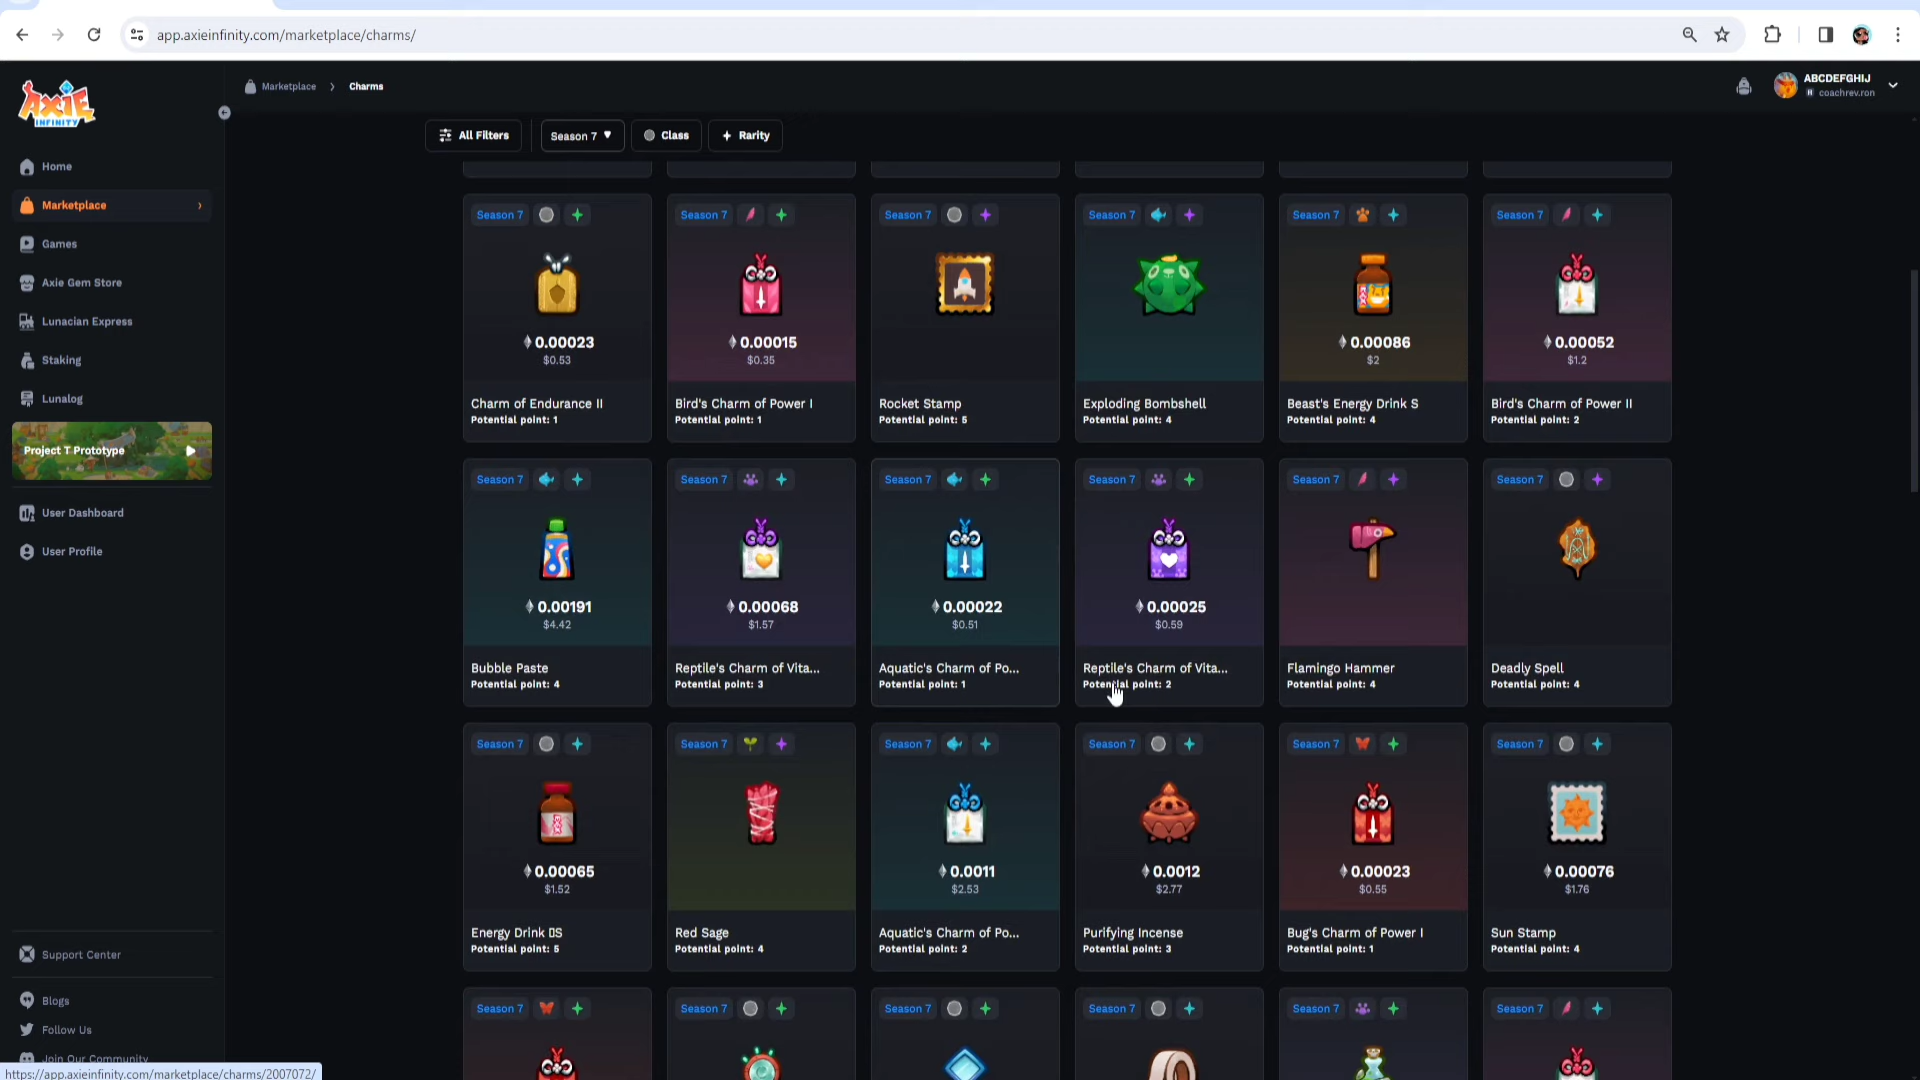 app.axieinfinity.com/marketplace/charms/
AXIE
INFINITY
Marketplace > Charms
ABCDEFGHIJ
coachrev.ron
All Filters
Season 7
Class
Rarity
Home
Marketplace
Games
Axie Gem Store
Lunacian Express
Staking
Lunalog
Project T Prototype
User Dashboard
User Profile
Support Center
Blogs
Follow Us
Join Our Community
https://app.axieinfinity.com/marketplace/charms/2007072/
Season 7
0.00023
$0.53
Charm of Endurance II
Potential point: 1
Season 7
0.00015
$0.35
Bird's Charm of Power I
Potential point: 1
Season 7
Rocket Stamp
Potential point: 5
Season 7
Exploding Bombshell
Potential point: 4
Season 7
0.00086
$2
Beast's Energy Drink S
Potential point: 4
Season 7
0.00052
$1.2
Bird's Charm of Power II
Potential point: 2
Season 7
0.00191
$4.42
Bubble Paste
Potential point: 4
Season 7
0.00068
$1.57
Reptile's Charm of Vita...
Potential point: 3
Season 7
0.00022
$0.51
Aquatic's Charm of Po...
Potential point: 1
Season 7
0.00025
$0.59
Reptile's Charm of Vita...
Potential point: 2
Season 7
Flamingo Hammer
Potential point: 4
Season 7
Deadly Spell
Potential point: 4
Season 7
0.00065
$1.52
Energy Drink S
Potential point: 5
Season 7
Red Sage
Potential point: 4
Season 7
0.0011
$2.53
Aquatic's Charm of Po...
Potential point: 2
Season 7
0.0012
$2.77
Purifying Incense
Potential point: 3
Season 7
0.00023
$0.55
Bug's Charm of Power I
Potential point: 1
Season 7
0.00076
$1.76
Sun Stamp
Potential point: 4
Season 7
Season 7
Season 7
Season 7
Season 7
Season 7